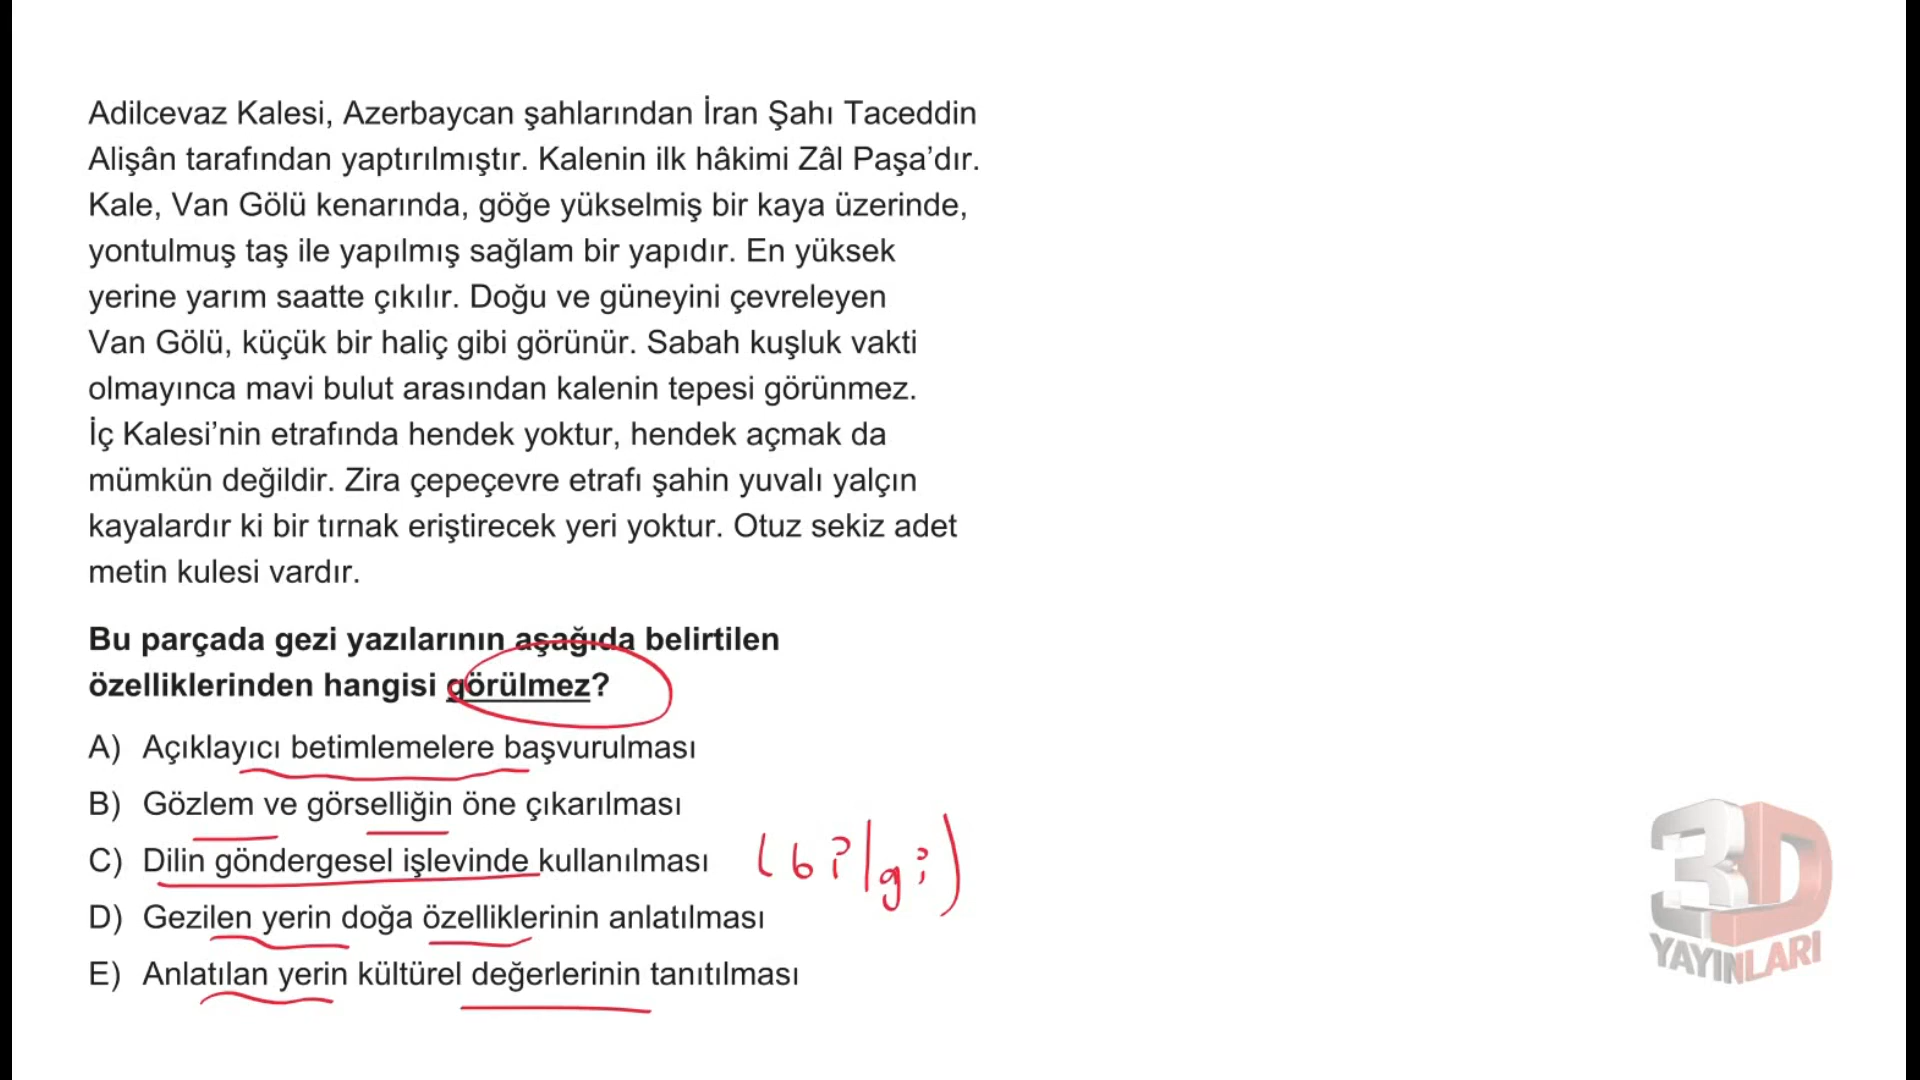 Adilcevaz Kalesi, Azerbaycan şahlarından İran Şahı Taceddin
Alişân tarafından yaptırılmıştır. Kalenin ilk hâkimi Zâl Paşa’dır.
Kale, Van Gölü kenarında, göğe yükselmiş bir kaya üzerinde,
yontulmuş taş ile yapılmış sağlam bir yapıdır. En yüksek
yerine yarım saatte çıkılır. Doğu ve güneyini çevreleyen
Van Gölü, küçük bir haliç gibi görünür. Sabah kuşluk vakti
olmayınca mavi bulut arasından kalenin tepesi görünmez.
İç Kalesi’nin etrafında hendek yoktur, hendek açmak da
mümkün değildir. Zira çepeçevre etrafı şahin yuvalı yalçın
kayalardır ki bir tırnak eriştirecek yeri yoktur. Otuz sekiz adet
metin kulesi vardır.
Bu parçada gezi yazılarının aşağıda belirtilen
özelliklerinden hangisi görülmez?
A) Açıklayıcı betimlemelere başvurulması
B) Gözlem ve görselliğin öne çıkarılması
C) Dilin göndergesel işlevinde kullanılması (bilgi)
D) Gezilen yerin doğa özelliklerinin anlatılması
E) Anlatılan yerin kültürel değerlerinin tanıtılması
3D
YAYINLARI